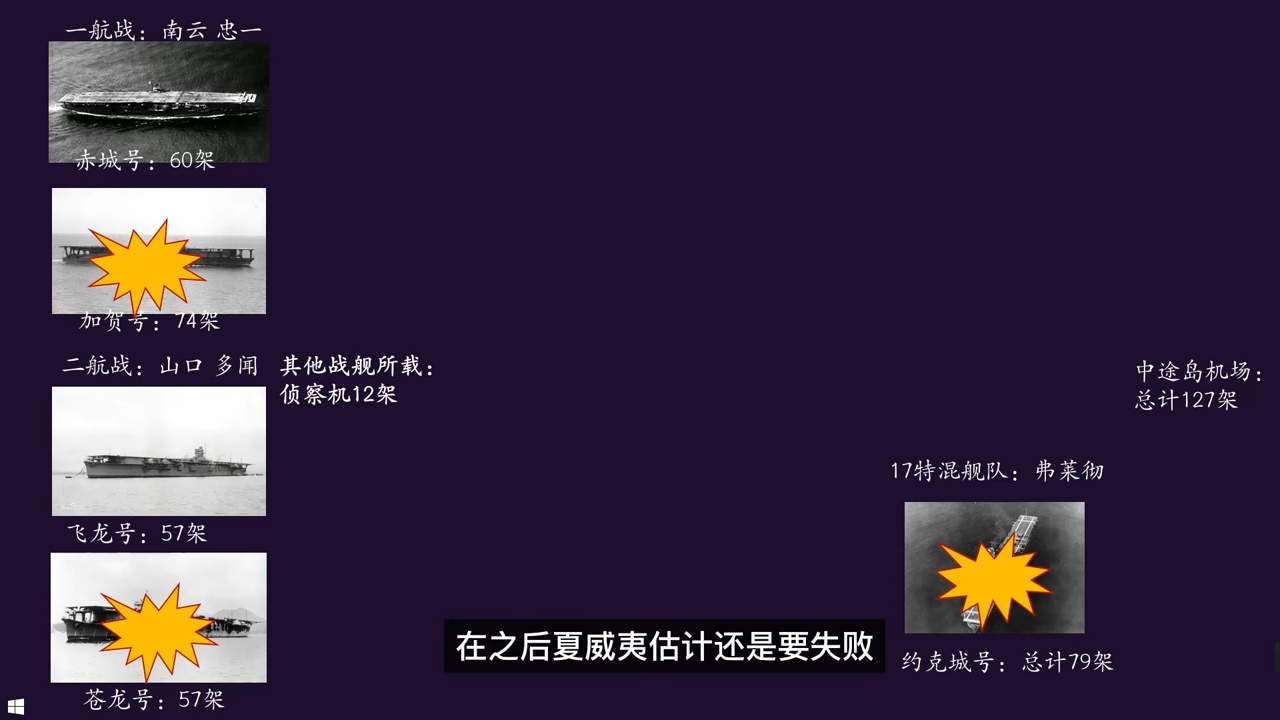 一航战：南云 忠一
赤城号：60架
加贺号：74架
二航战：山口 多闻
其他战舰所载：
侦察机12架
飞龙号：57架
苍龙号：57架
中途岛机场：
总计127架
17特混舰队：弗莱彻
约克城号：总计79架
在之后夏威夷估计还是要失败